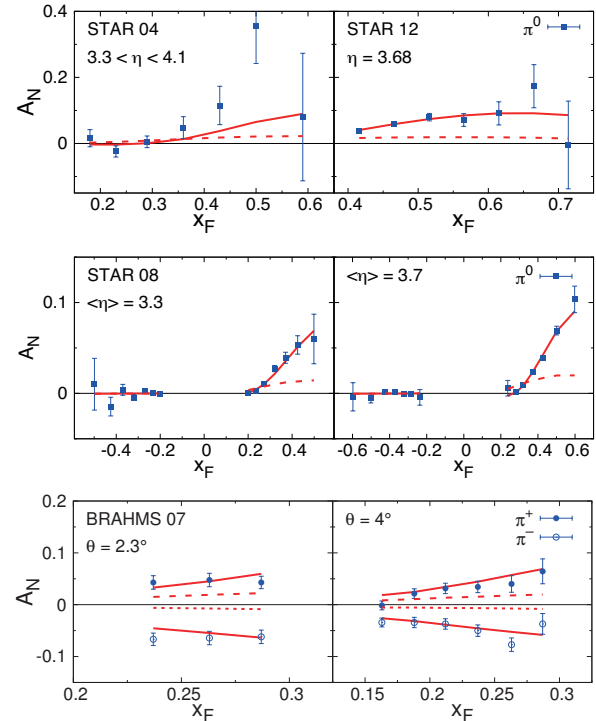 STAR 04
3.3 < η < 4.1
STAR 12
η = 3.68
π⁰
A_N
0.4
0.2
0
0.2 0.3 0.4 0.5 0.6
0.4 0.5 0.6 0.7
x_F
x_F
STAR 08
<η> = 3.3
<η> = 3.7
π⁰
A_N
0.1
0
-0.4 -0.2 0 0.2 0.4
-0.6 -0.4 -0.2 0 0.2 0.4 0.6
x_F
x_F
BRAHMS 07
θ = 2.3°
θ = 4°
π⁺
π⁻
A_N
0.2
0.1
0
-0.1
0.2 0.25 0.3
0.15 0.2 0.25 0.3
x_F
x_F